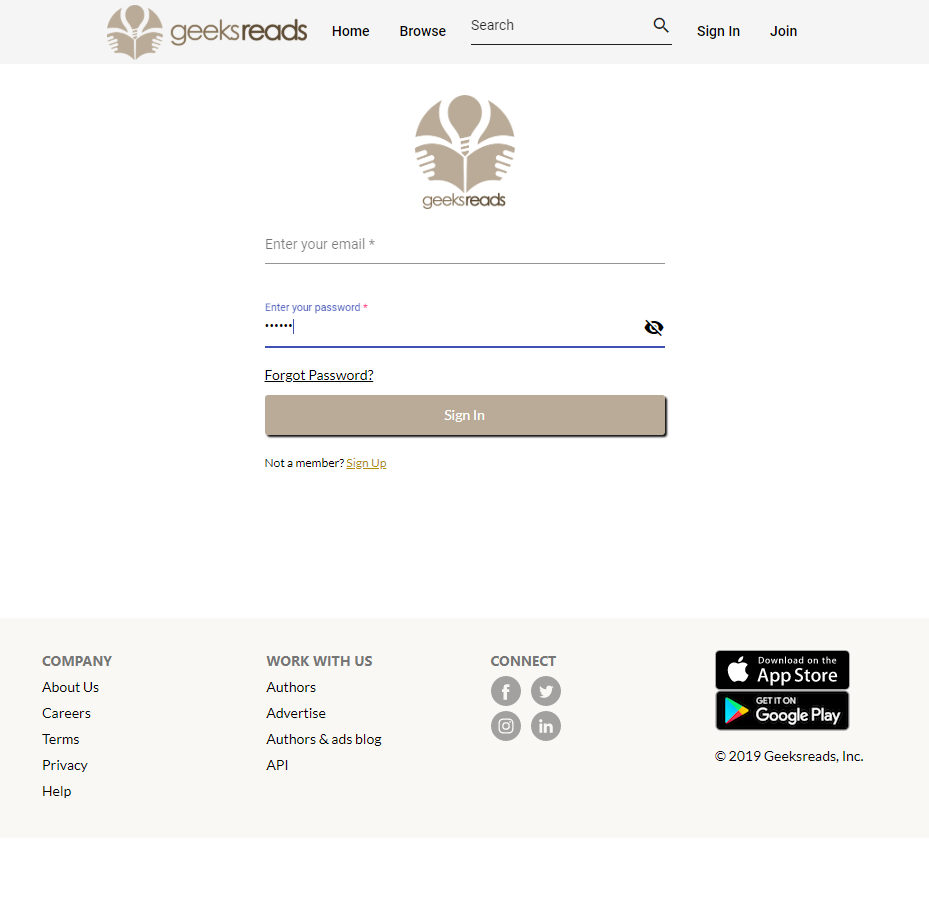 geeksreads Home Browse Search Sign In Join
geeksreads
Enter your email *
Enter your password *
••••••
Forgot Password?
Sign In
Not a member? Sign Up
COMPANY
About Us
Careers
Terms
Privacy
Help
WORK WITH US
Authors
Advertise
Authors & ads blog
API
CONNECT
Download on the
App Store
GET IT ON
Google Play
© 2019 Geeksreads, Inc.